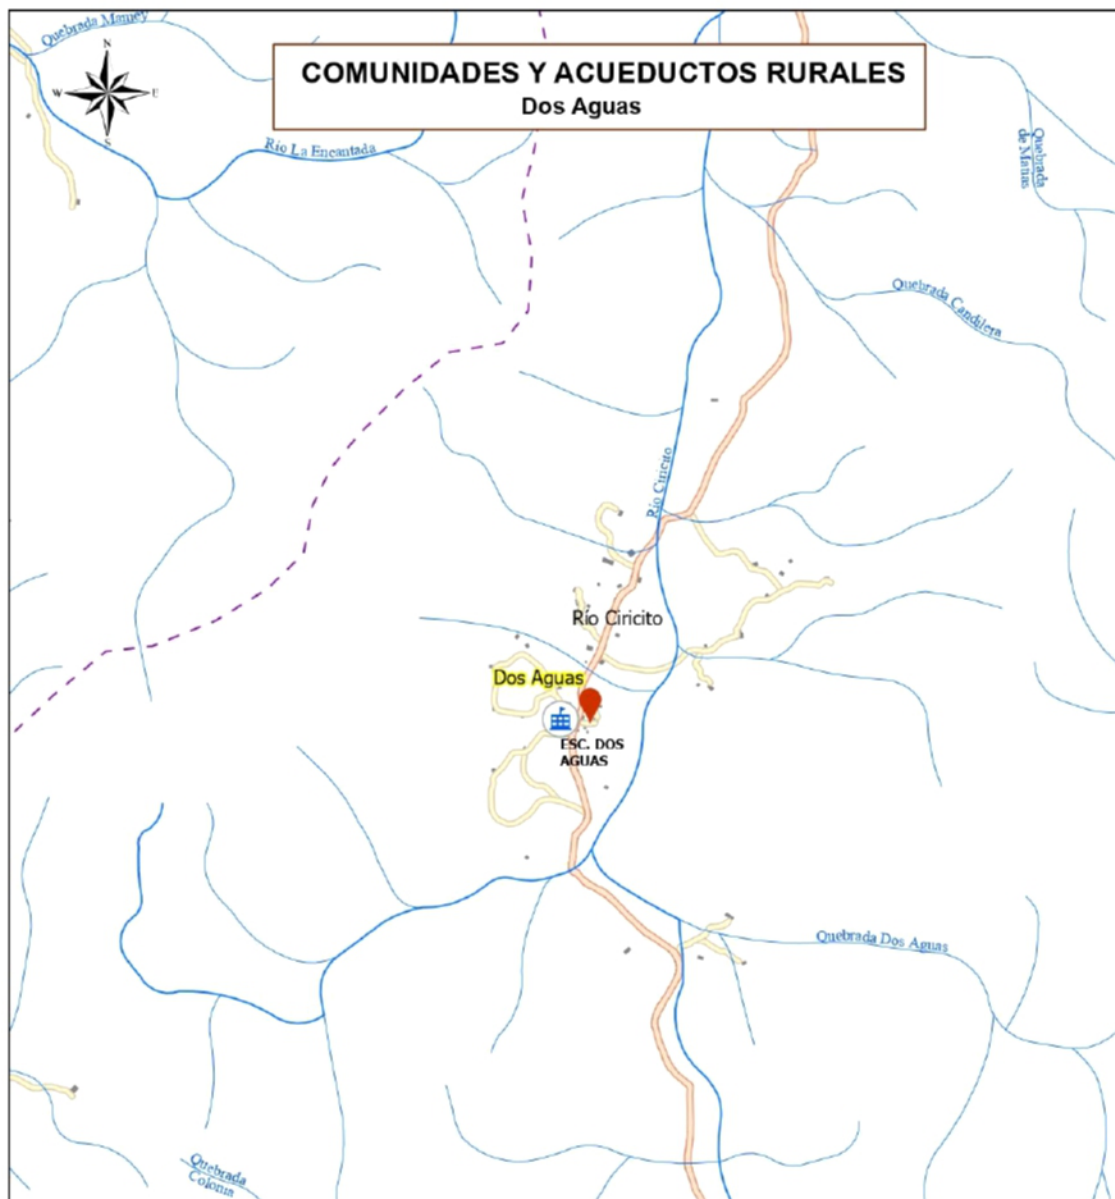 Quebrada Mamey
N
W
E
S
COMUNIDADES Y ACUEDUCTOS RURALES
Dos Aguas
Río La Encantada
Quebrada
de Matías
Quebrada Candilera
Río Ciricito
Río Ciricito
Dos Aguas
ESC. DOS
AGUAS
Quebrada Dos Aguas
Quebrada
Colonia